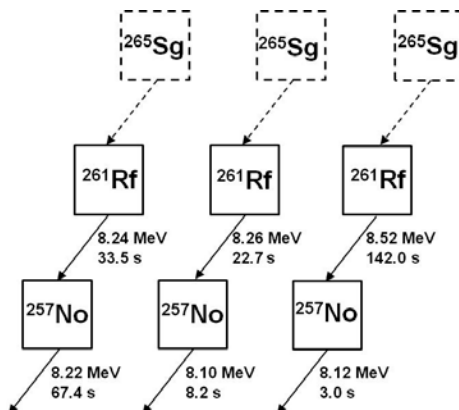 265Sg 265Sg 265Sg
261Rf 261Rf 261Rf
8.24 MeV 8.26 MeV 8.52 MeV
33.5 s 22.7 s 142.0 s
257No 257No 257No
8.22 MeV 8.10 MeV 8.12 MeV
67.4 s 8.2 s 3.0 s